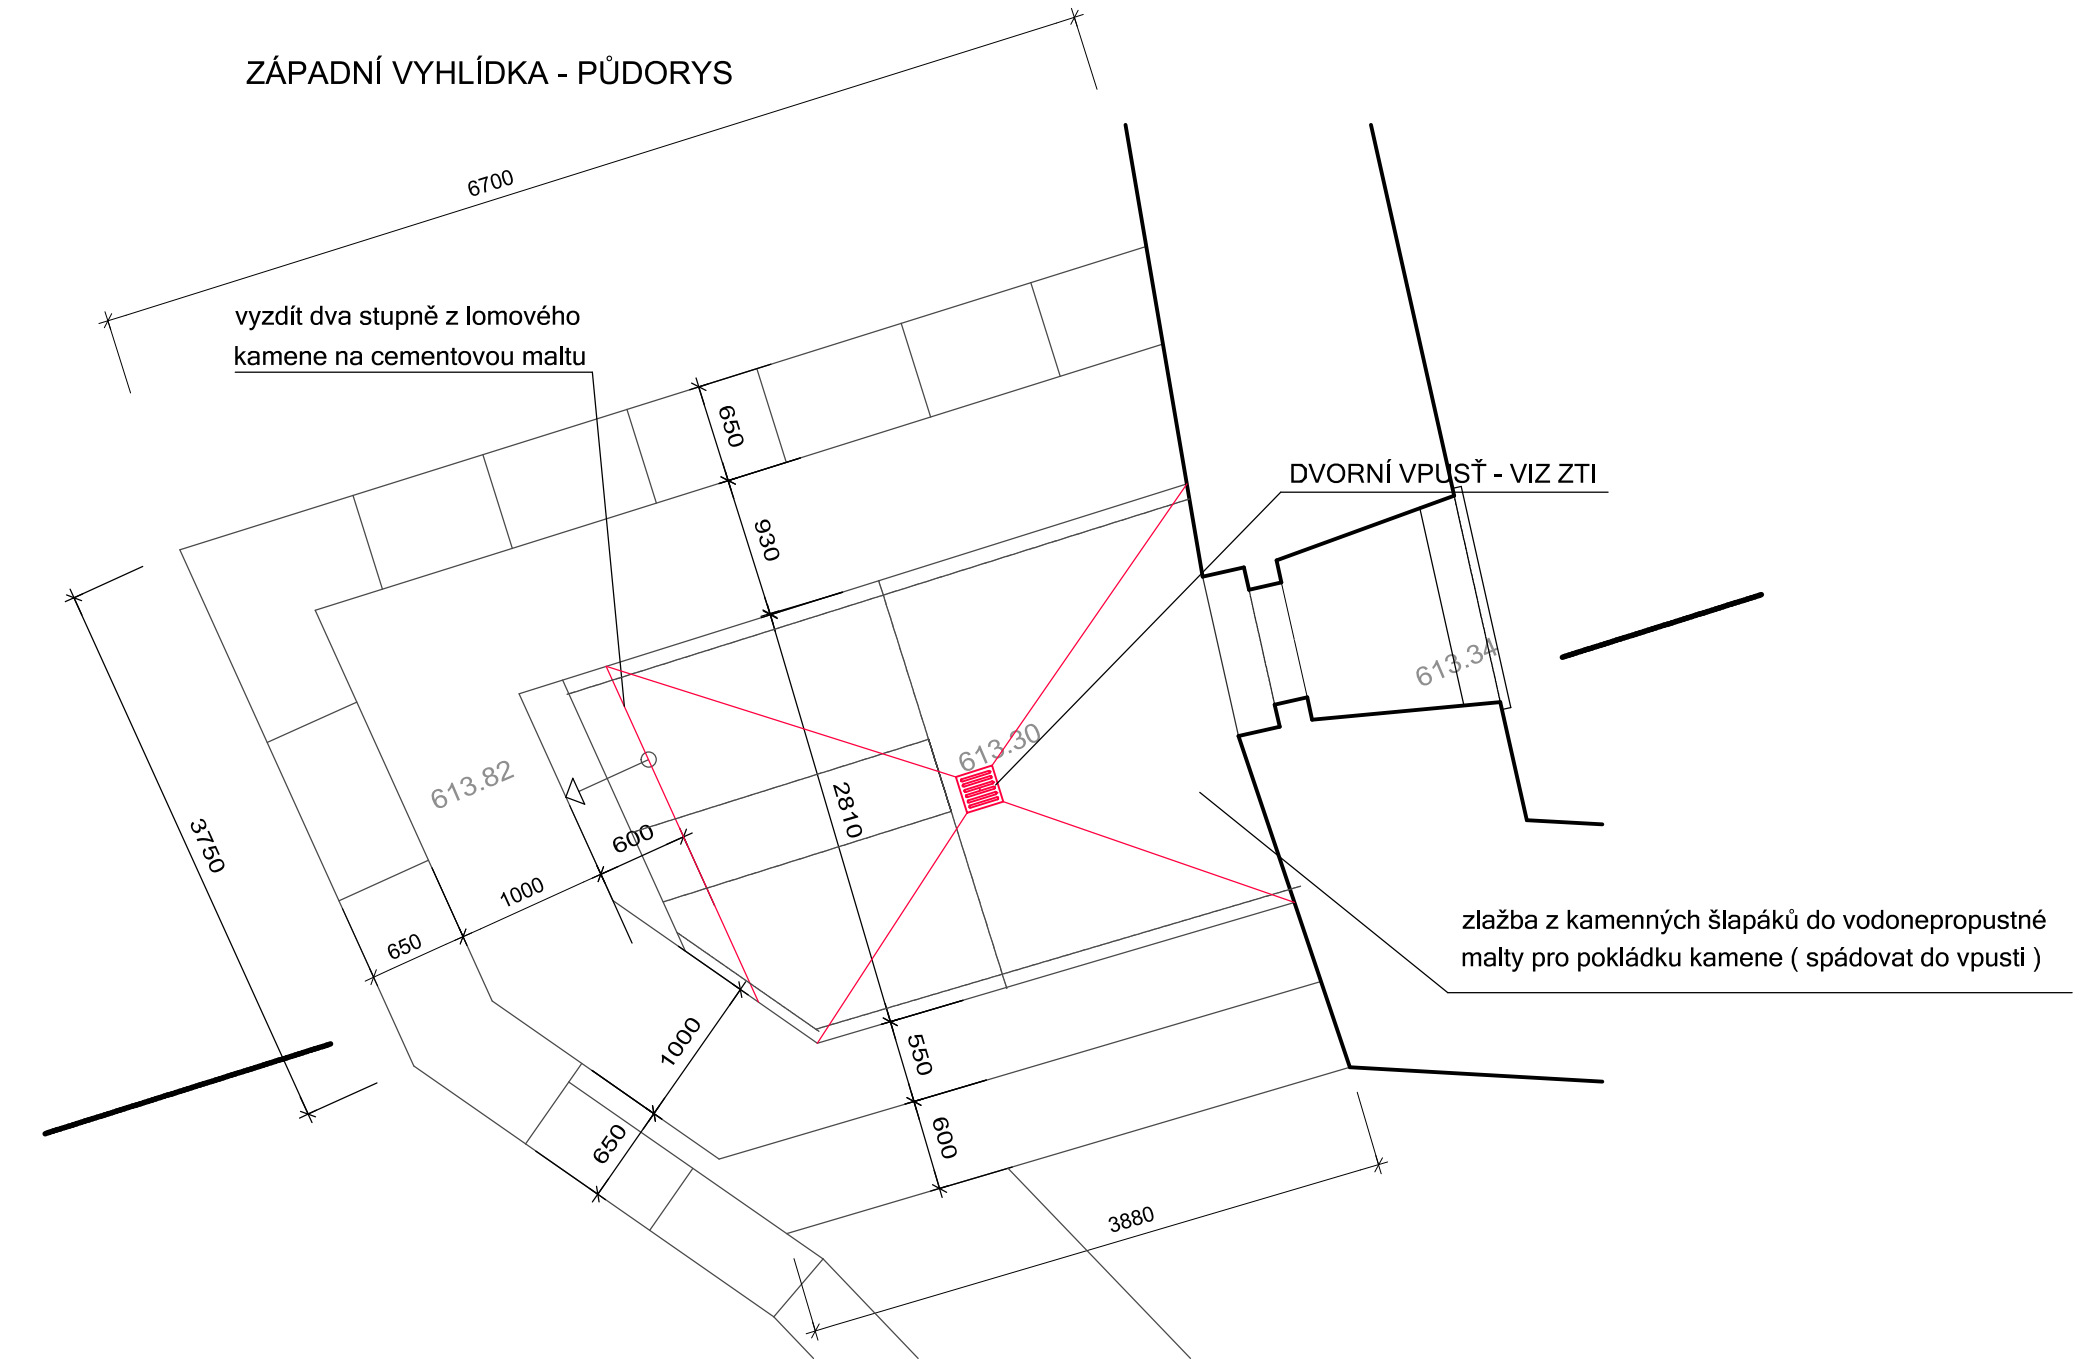 ZÁPADNÍ VYHLÍDKA - PŮDORYS
6700
vyzdít dva stupně z lomového
kamene na cementovou maltu
650
DVORNÍ VPUSŤ - VIZ ZTI
930
613.34
613.30
613.82
2810
600
3750
1000
650
zlažba z kamenných šlapáků do vodonepropustné
malty pro pokládku kamene ( spádovat do vpusti )
1000
550
650
600
3880